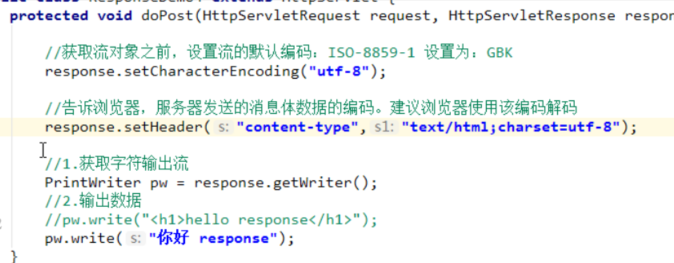 protected void doPost(HttpServletRequest request, HttpServletResponse respon
//获取流对象之前，设置流的默认编码：ISO-8859-1 设置为：GBK
response.setCharacterEncoding("utf-8");
//告诉浏览器，服务器发送的消息体数据的编码。建议浏览器使用该编码解码
response.setHeader( s: "content-type", s1: "text/html;charset=utf-8");
//1.获取字符输出流
PrintWriter pw = response.getWriter();
//2.输出数据
//pw.write("<h1>hello response</h1>");
pw.write( s: "你好 response");
}